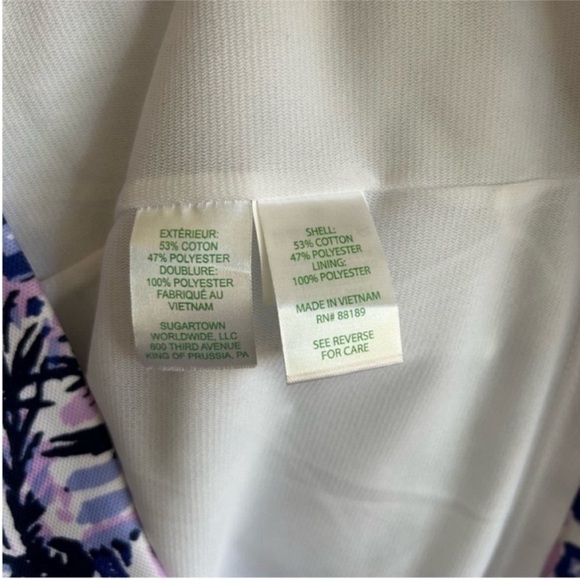 EXTÉRIEUR:
53% COTON
47% POLYESTER
DOUBLURE:
100% POLYESTER
FABRIQUÉ AU
VIETNAM
SUGARTOWN
WORLDWIDE, LLC
800 THIRD AVENUE
KING OF PRUSSIA, PA
SHELL:
53% COTTON
47% POLYESTER
LINING:
100% POLYESTER
MADE IN VIETNAM
RN# 88189
SEE REVERSE
FOR CARE